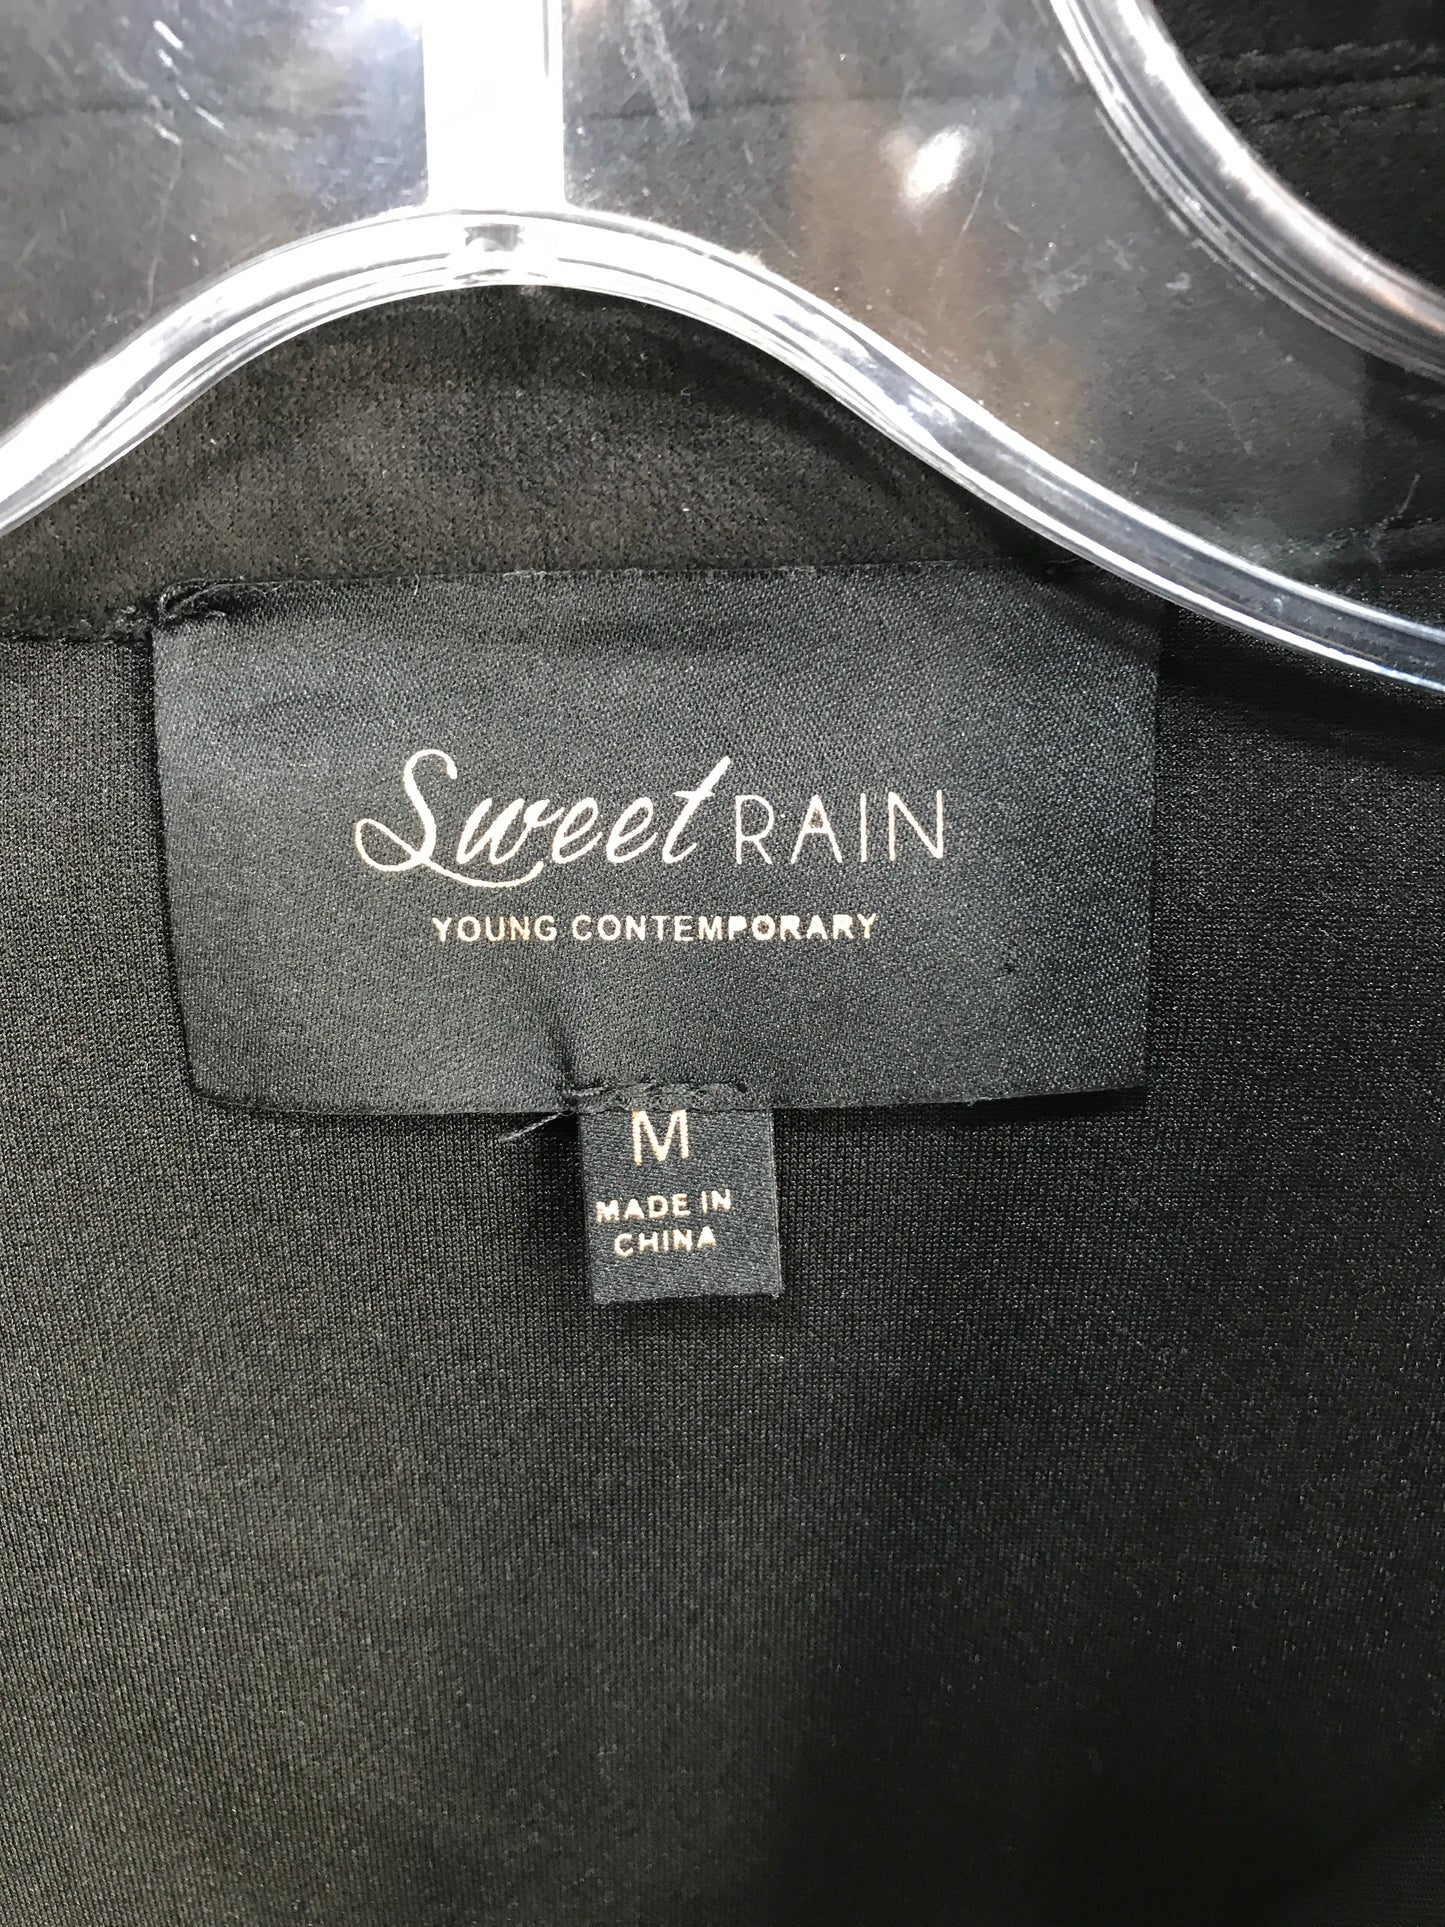 Sweet RAIN
YOUNG CONTEMPORARY
M
MADE IN
CHINA